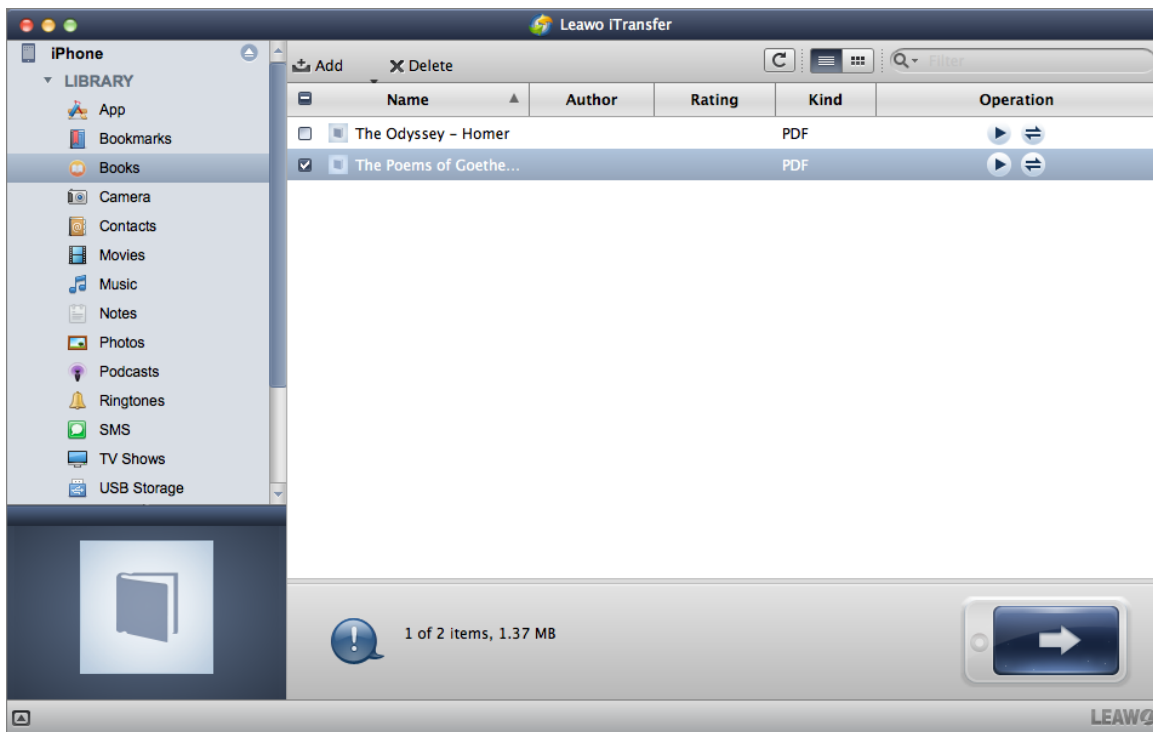 Leawo iTransfer
iPhone
LIBRARY
App
Bookmarks
Books
Camera
Contacts
Movies
Music
Notes
Photos
Podcasts
Ringtones
SMS
TV Shows
USB Storage
Add Delete Filter
Name Author Rating Kind Operation
The Odyssey – Homer PDF
The Poems of Goethe... PDF
1 of 2 items, 1.37 MB
LEAWO